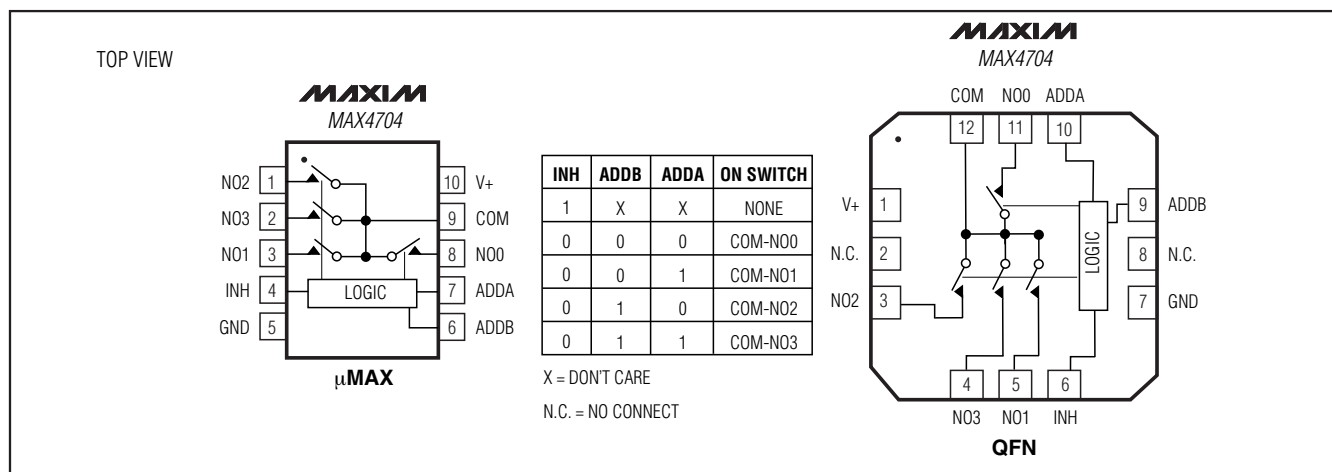 TOP VIEW
MAXIM
MAX4704
NO2 1
NO3 2
NO1 3
INH 4
GND 5
10 V+
9 COM
8 NO0
7 ADDA
6 ADDB
LOGIC
µMAX
INH ADDB ADDA ON SWITCH
1 X X NONE
0 0 0 COM-NO0
0 0 1 COM-NO1
0 1 0 COM-NO2
0 1 1 COM-NO3
X = DON'T CARE
N.C. = NO CONNECT
MAXIM
MAX4704
COM NO0 ADDA
12 11 10
V+ 1
N.C. 2
NO2 3
9 ADDB
8 N.C.
7 GND
LOGIC
4 5 6
NO3 NO1 INH
QFN